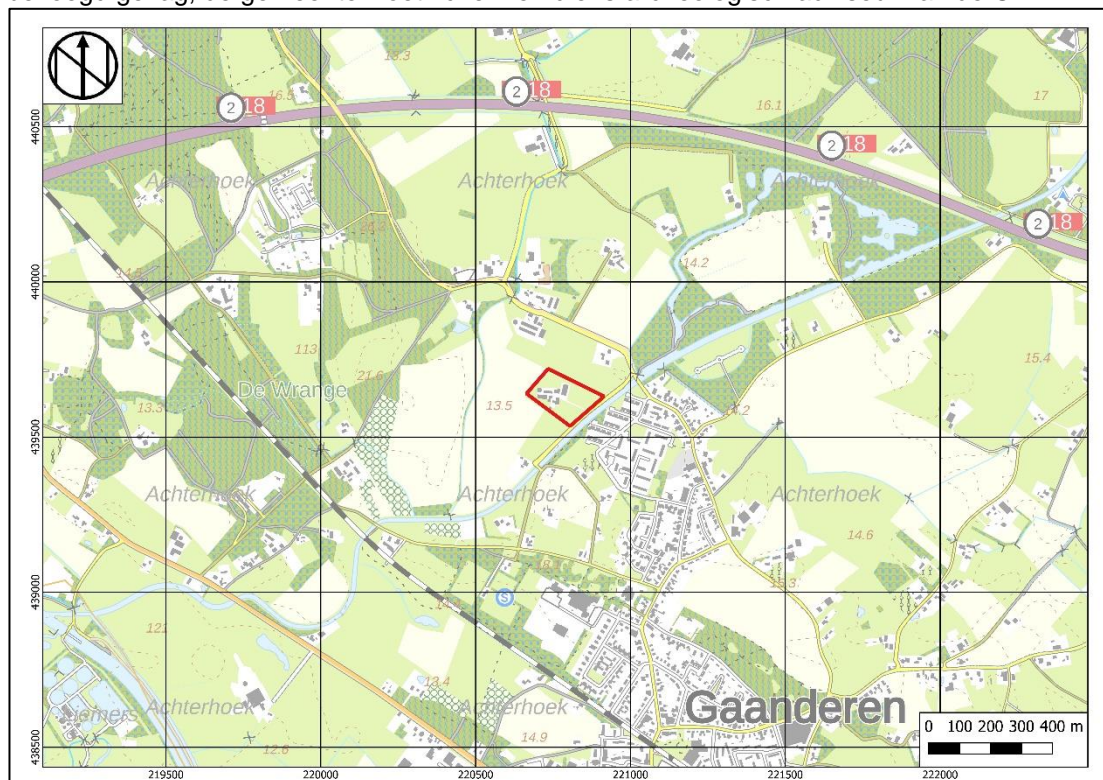 440500
440000
439500
439000
438500
16.5
13.3
16.1
17
2 18
2 18
2 18
2 18
Achterhoek
Achterhoek
Achterhoek
14.2
113
21.6
De Wrange
13.3
13.5
15.4
Achterhoek
Achterhoek
Achterhoek
14.6
S
121
13.4
Achterhoek
Achterhoek
14.9
12.6
Gaanderen
0 100 200 300 400 m
219500
220000
220500
221000
221500
222000